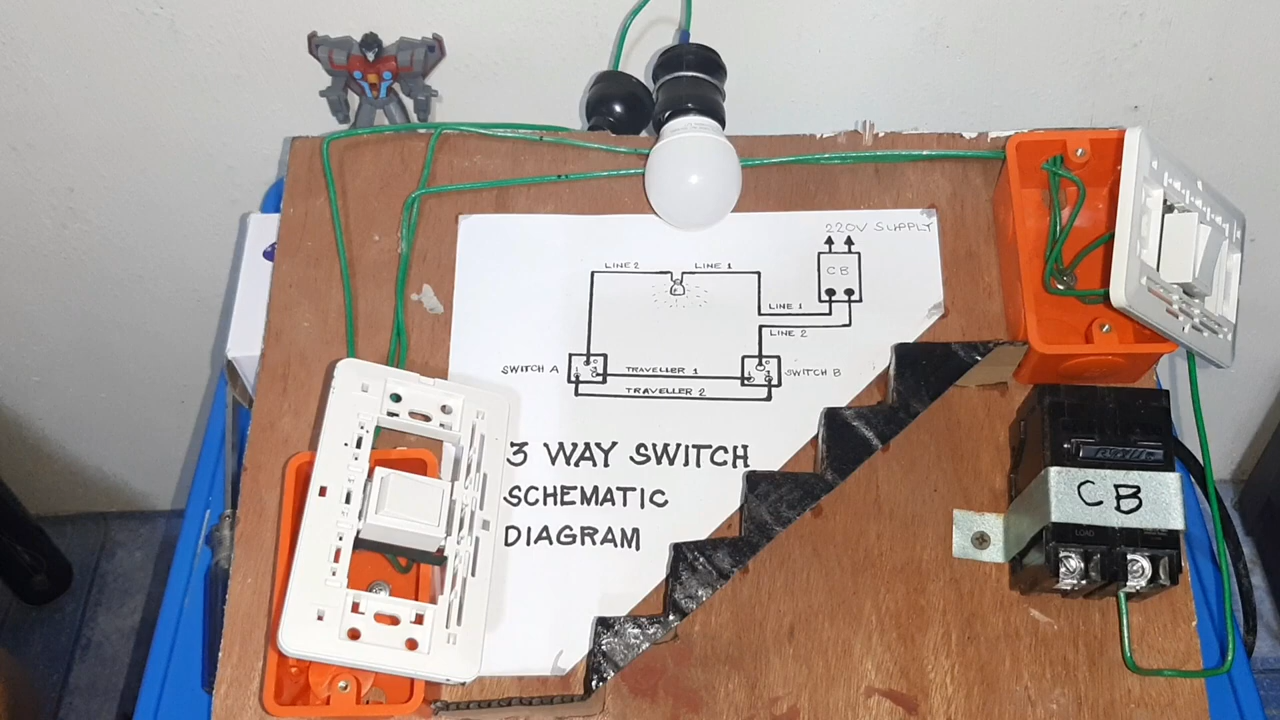 220V SUPPLY
CB
LINE 2
LINE 1
LINE 1
LINE 2
SWITCH A
TRAVELLER 1
SWITCH B
TRAVELLER 2
3 WAY SWITCH
SCHEMATIC
DIAGRAM
CB
LOAD